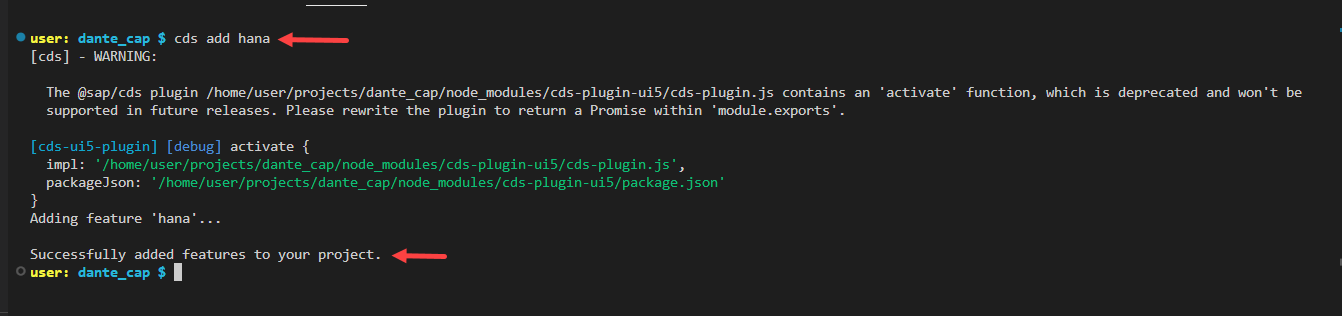 user: dante_cap $ cds add hana
[cds] - WARNING:
The @sap/cds plugin /home/user/projects/dante_cap/node_modules/cds-plugin-ui5/cds-plugin.js contains an 'activate' function, which is deprecated and won't be
supported in future releases. Please rewrite the plugin to return a Promise within 'module.exports'.
[cds-ui5-plugin] [debug] activate {
impl: '/home/user/projects/dante_cap/node_modules/cds-plugin-ui5/cds-plugin.js',
packageJson: '/home/user/projects/dante_cap/node_modules/cds-plugin-ui5/package.json'
}
Adding feature 'hana'...
Successfully added features to your project.
user: dante_cap $